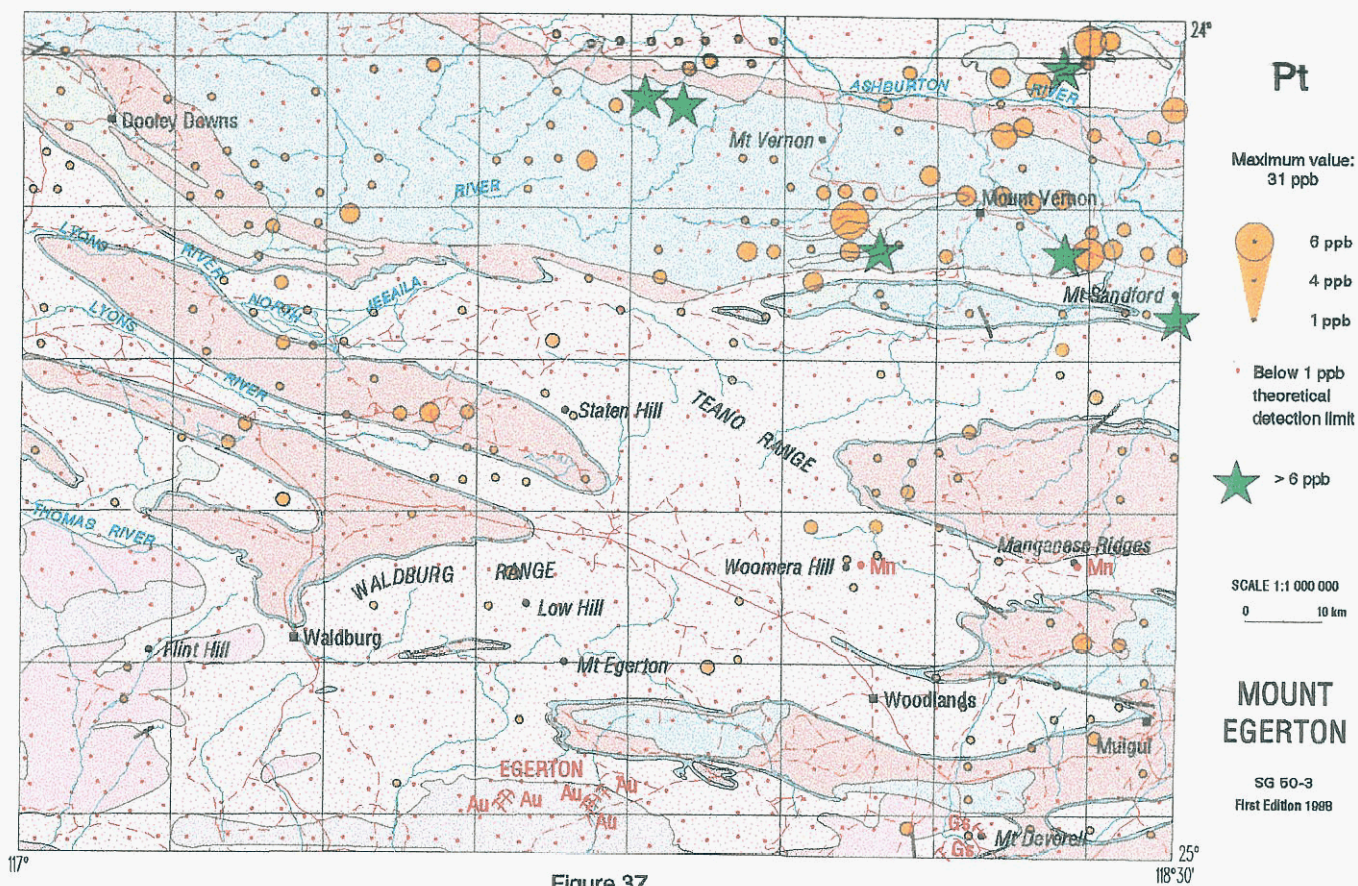 24°
Pt
ASHBURTON
RIVER
Dooley Downs
Mt Vernon
Maximum value:
31 ppb
RIVER
Mount Vernon
LYONS
RIVER
NORTH
6 ppb
4 ppb
1 ppb
Mt Sandford
LYONS
RIVER
Below 1 ppb
theoretical
detection limit
Staten Hill
TEANO RANGE
> 6 ppb
THOMAS RIVER
Manganese Ridges
Woomera Hill
Mn
Mn
WALDBURG RANGE
SCALE 1:1 000 000
0 10 km
Low Hill
Waldburg
Flint Hill
Mt Egerton
Woodlands
MOUNT
EGERTON
Mulgul
EGERTON
Au Au Au Au
Au
SG 50-3
First Edition 1998
Gs
Mt Deverell
Gs
117°
25°
118°30'
Figure 37